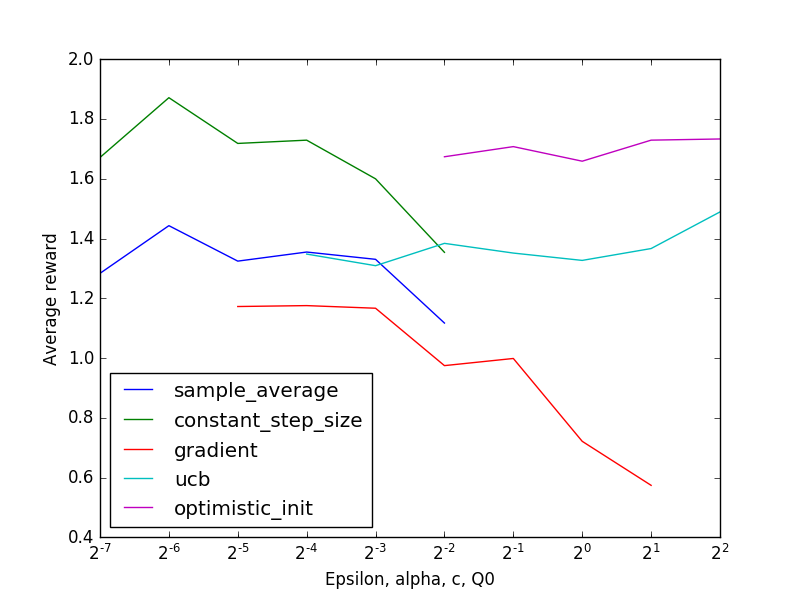 2.0
1.8
1.6
1.4
1.2
1.0
0.8
0.6
0.4
Average reward
sample_average
constant_step_size
gradient
ucb
optimistic_init
2^-7 2^-6 2^-5 2^-4 2^-3 2^-2 2^-1 2^0 2^1 2^2
Epsilon, alpha, c, Q0